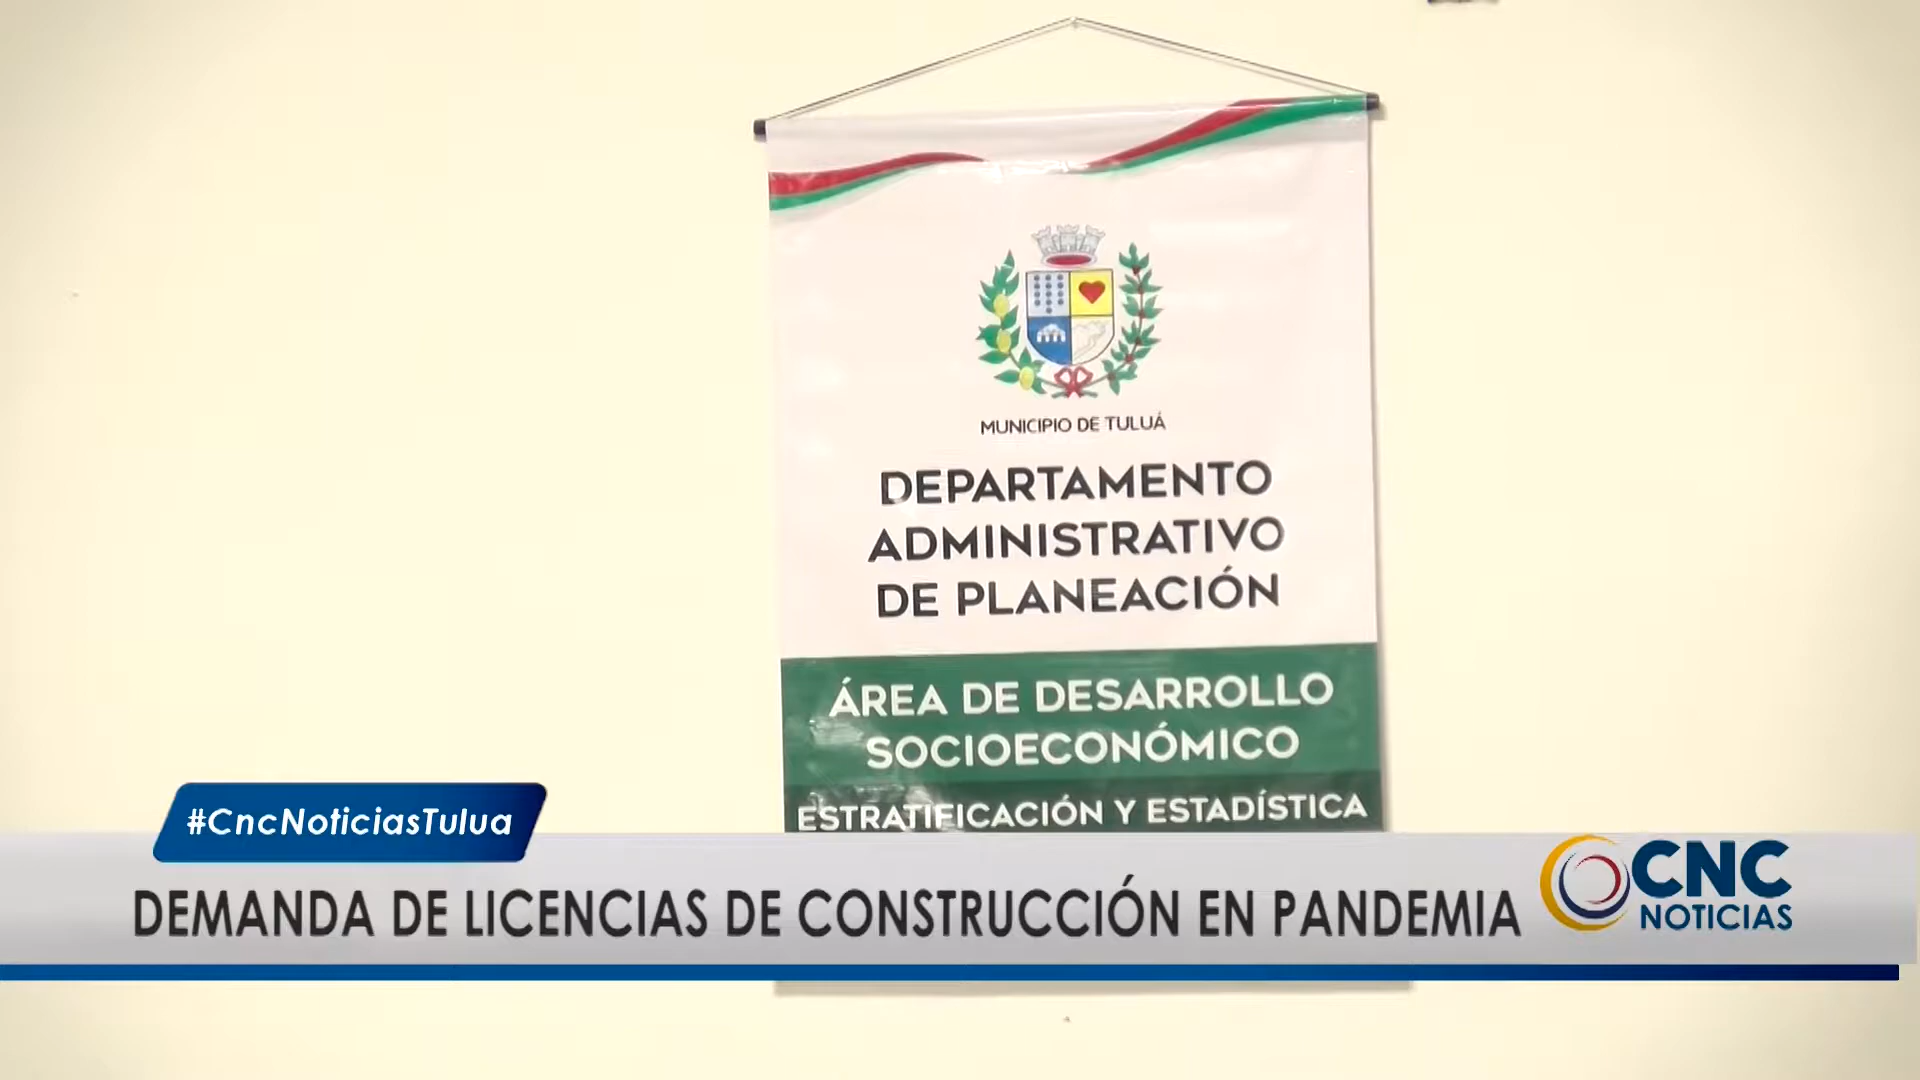 MUNICIPIO DE TULUÁ
DEPARTAMENTO
ADMINISTRATIVO
DE PLANEACIÓN
ÁREA DE DESARROLLO
SOCIOECONÓMICO
ESTRATIFICACIÓN Y ESTADÍSTICA
#CncNoticiasTulua
DEMANDA DE LICENCIAS DE CONSTRUCCIÓN EN PANDEMIA
CNC
NOTICIAS